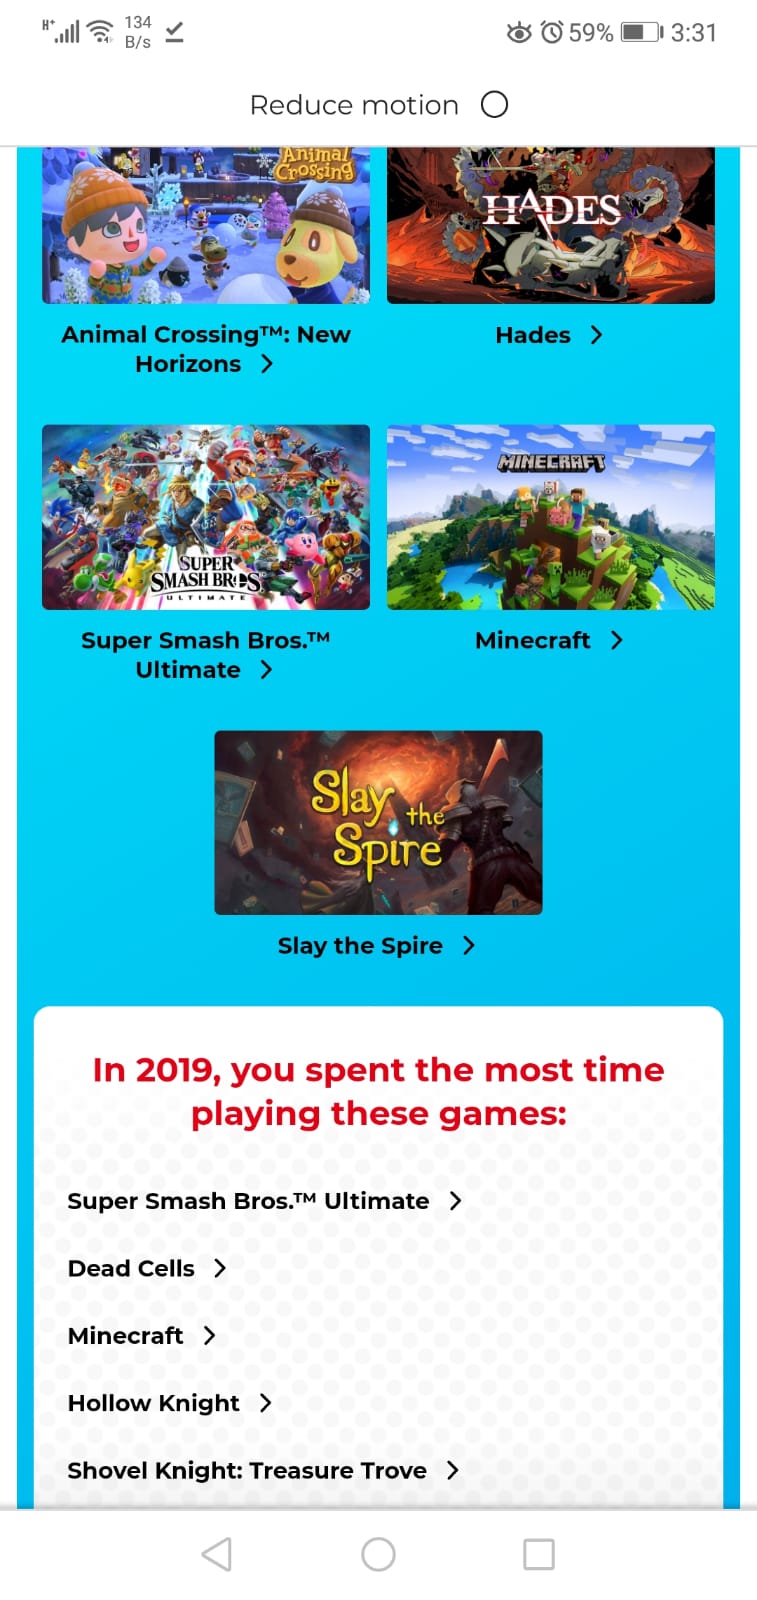 H+ 134 B/s 59% 3:31
Reduce motion
Animal
Crossing
HADES
Animal Crossing™: New
Horizons
Hades
SUPER
SMASH BROS.
ULTIMATE
MINECRAFT
Super Smash Bros.™
Ultimate
Minecraft
Slay the
Spire
Slay the Spire
In 2019, you spent the most time
playing these games:
Super Smash Bros.™ Ultimate
Dead Cells
Minecraft
Hollow Knight
Shovel Knight: Treasure Trove